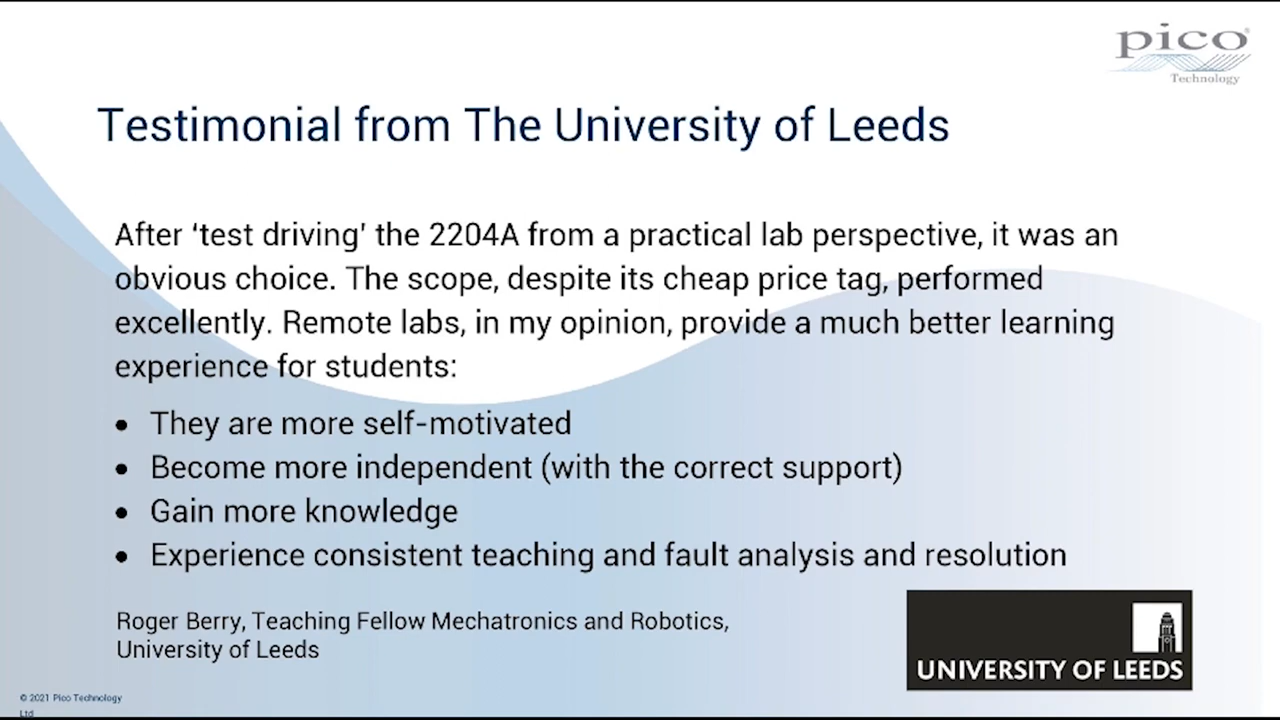 pico
Technology
Testimonial from The University of Leeds
After ‘test driving’ the 2204A from a practical lab perspective, it was an
obvious choice. The scope, despite its cheap price tag, performed
excellently. Remote labs, in my opinion, provide a much better learning
experience for students:
• They are more self-motivated
• Become more independent (with the correct support)
• Gain more knowledge
• Experience consistent teaching and fault analysis and resolution
Roger Berry, Teaching Fellow Mechatronics and Robotics,
University of Leeds
UNIVERSITY OF LEEDS
© 2021 Pico Technology
Ltd